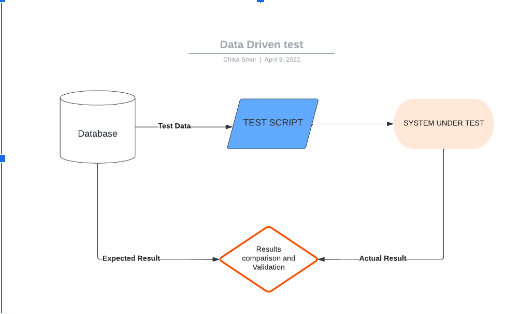 Data Driven test
Chika Smol | April 9, 2022
Database
Test Data
TEST SCRIPT
SYSTEM UNDER TEST
Expected Result
Results
comparison and
Validation
Actual Result